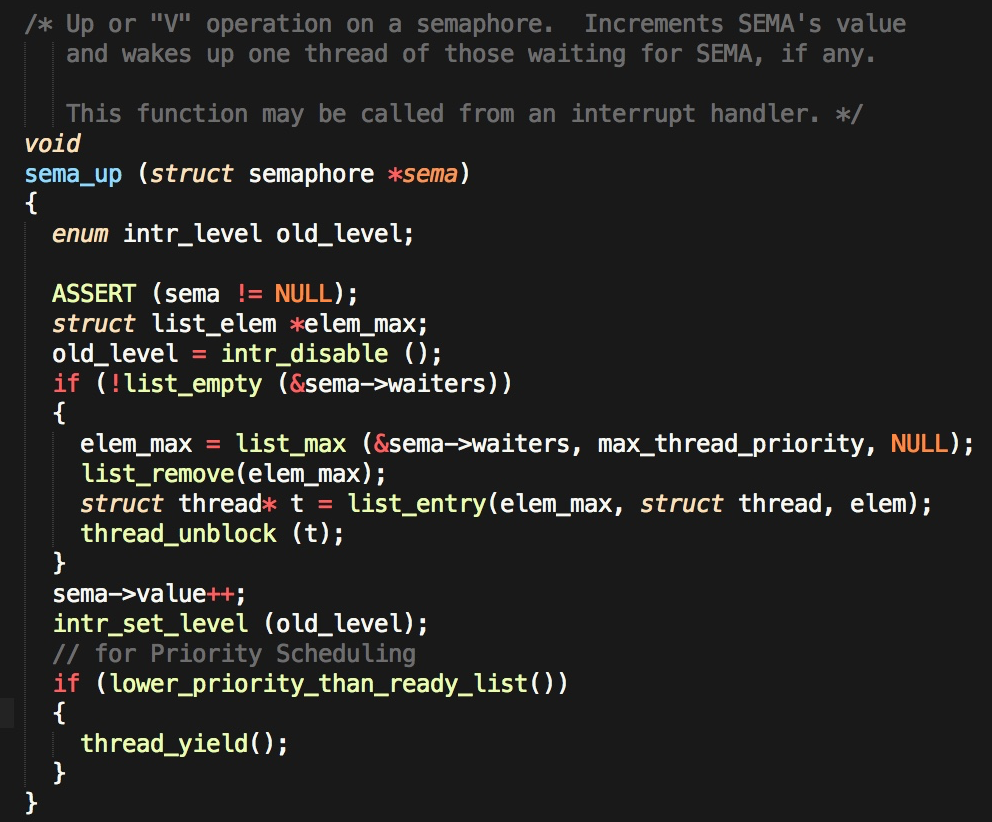 /* Up or "V" operation on a semaphore.  Increments SEMA's value
   and wakes up one thread of those waiting for SEMA, if any.

   This function may be called from an interrupt handler. */
void
sema_up (struct semaphore *sema)
{
  enum intr_level old_level;

  ASSERT (sema != NULL);
  struct list_elem *elem_max;
  old_level = intr_disable ();
  if (!list_empty (&sema->waiters))
  {
    elem_max = list_max (&sema->waiters, max_thread_priority, NULL);
    list_remove(elem_max);
    struct thread* t = list_entry(elem_max, struct thread, elem);
    thread_unblock (t);
  }
  sema->value++;
  intr_set_level (old_level);
  // for Priority Scheduling
  if (lower_priority_than_ready_list())
  {
    thread_yield();
  }
}